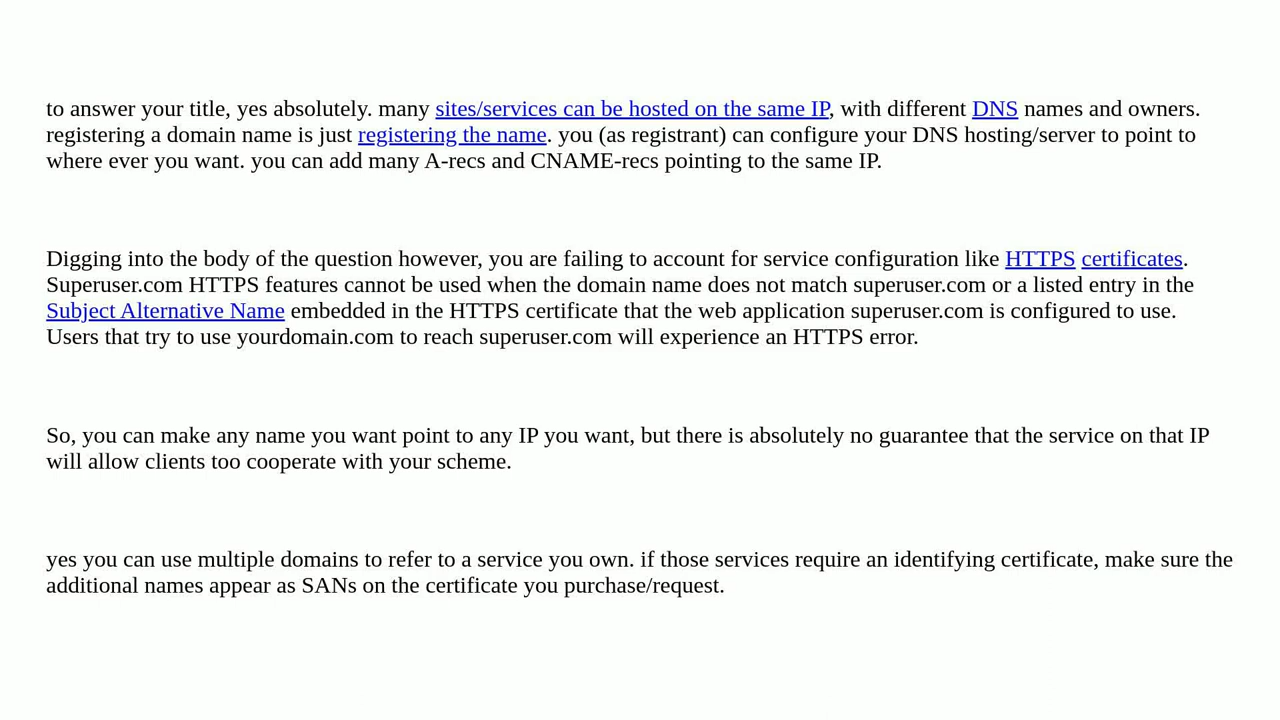 to answer your title, yes absolutely. many sites/services can be hosted on the same IP, with different DNS names and owners.
registering a domain name is just registering the name. you (as registrant) can configure your DNS hosting/server to point to
where ever you want. you can add many A-recs and CNAME-recs pointing to the same IP.
Digging into the body of the question however, you are failing to account for service configuration like HTTPS certificates.
Superuser.com HTTPS features cannot be used when the domain name does not match superuser.com or a listed entry in the
Subject Alternative Name embedded in the HTTPS certificate that the web application superuser.com is configured to use.
Users that try to use yourdomain.com to reach superuser.com will experience an HTTPS error.
So, you can make any name you want point to any IP you want, but there is absolutely no guarantee that the service on that IP
will allow clients too cooperate with your scheme.
yes you can use multiple domains to refer to a service you own. if those services require an identifying certificate, make sure the
additional names appear as SANs on the certificate you purchase/request.